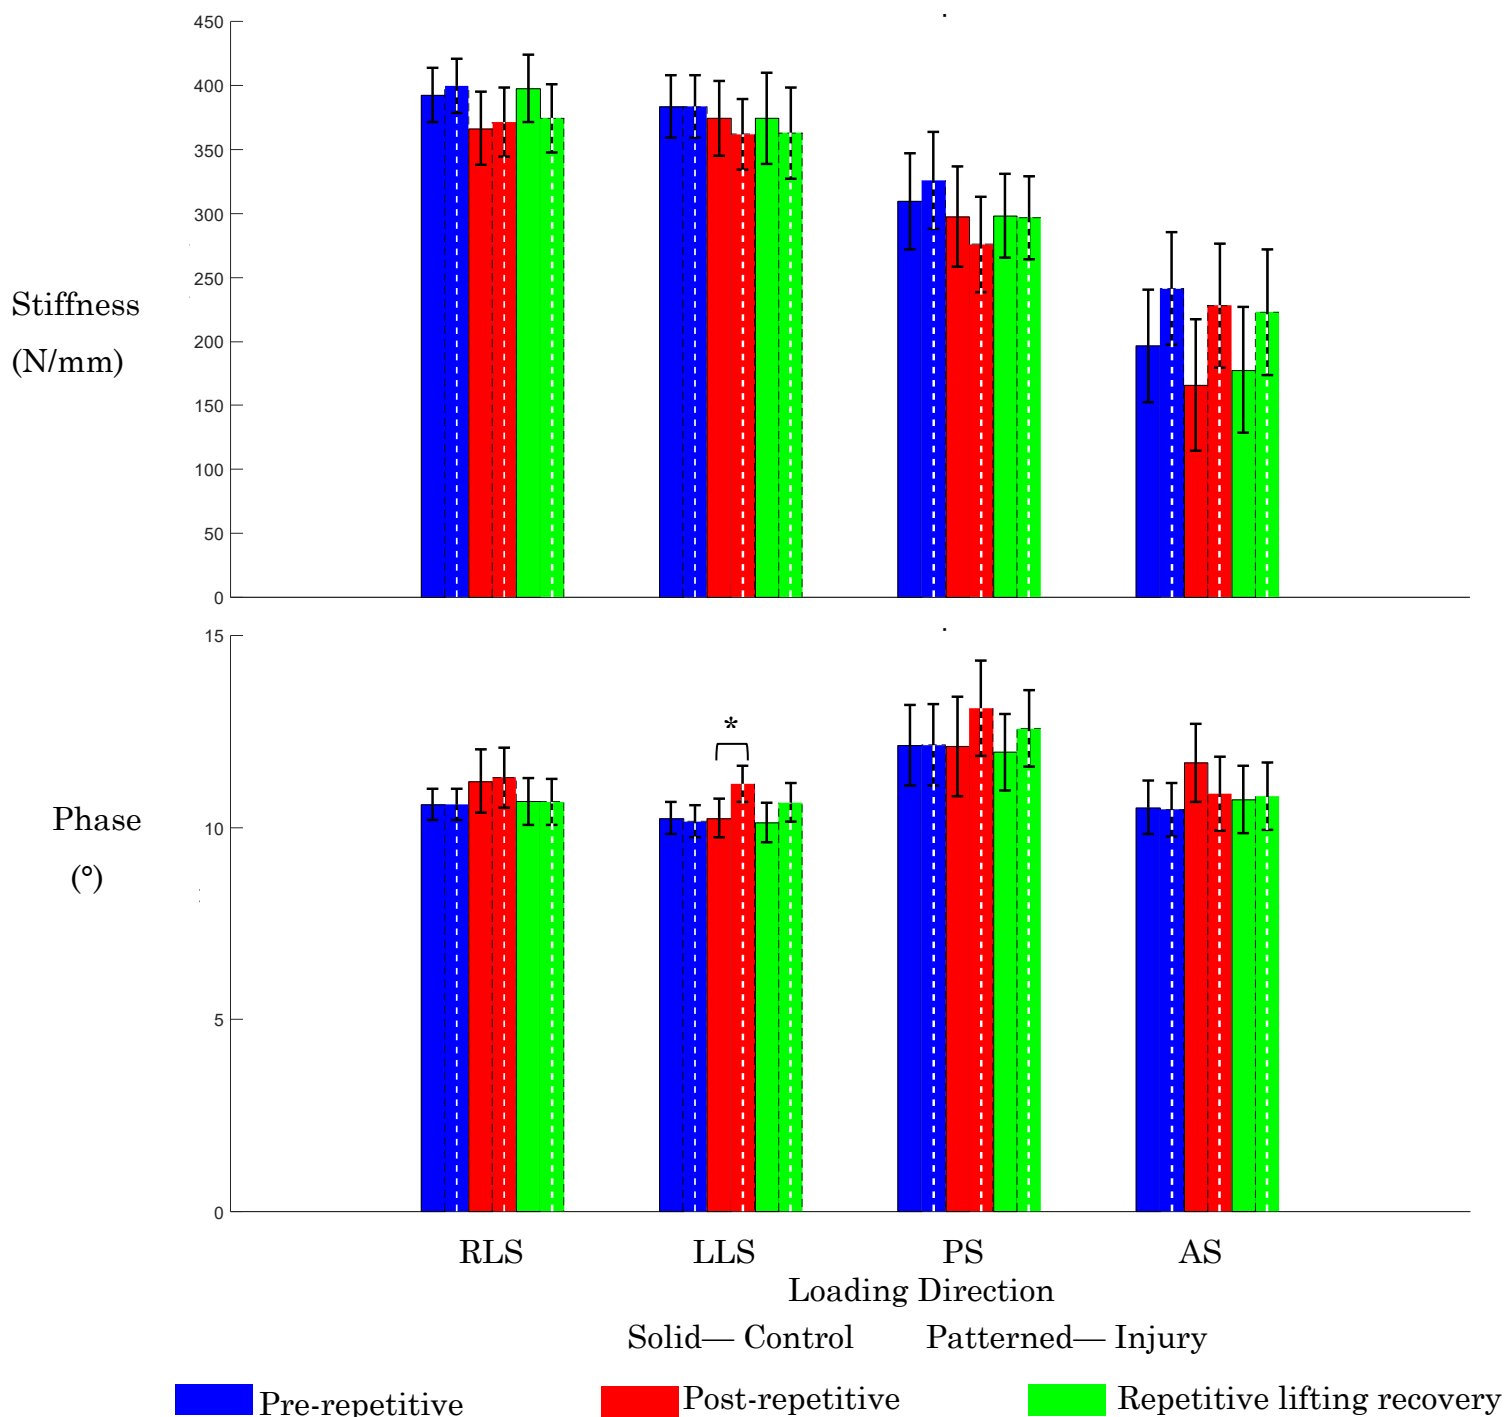 450
400
350
300
250
200
150
100
50
0
Stiffness
(N/mm)
15
10
5
0
*
Phase
(°)
RLS LLS PS AS
Loading Direction
Solid— Control Patterned— Injury
Pre-repetitive Post-repetitive Repetitive lifting recovery